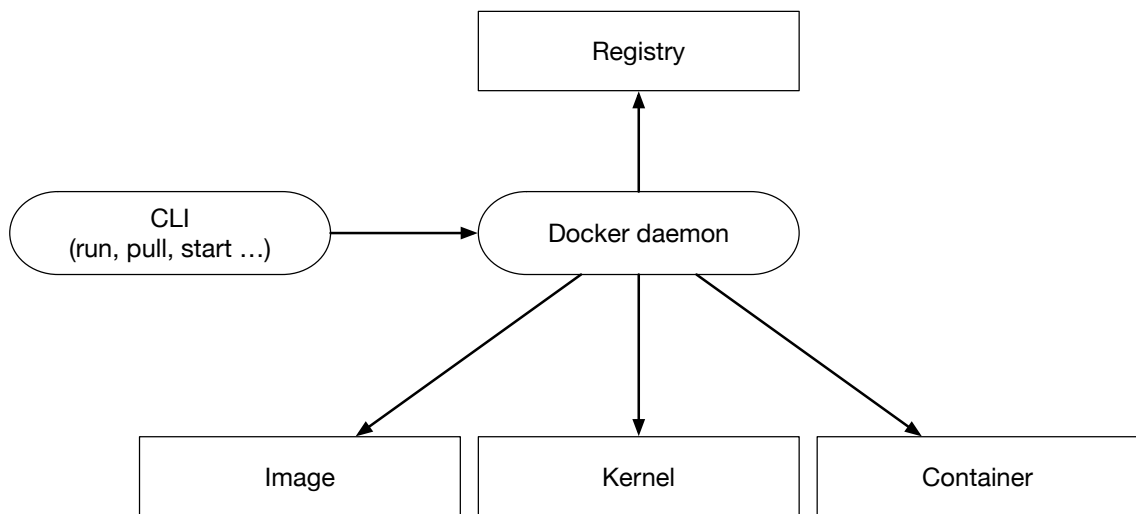 Registry
CLI
(run, pull, start …)
Docker daemon
Image
Kernel
Container